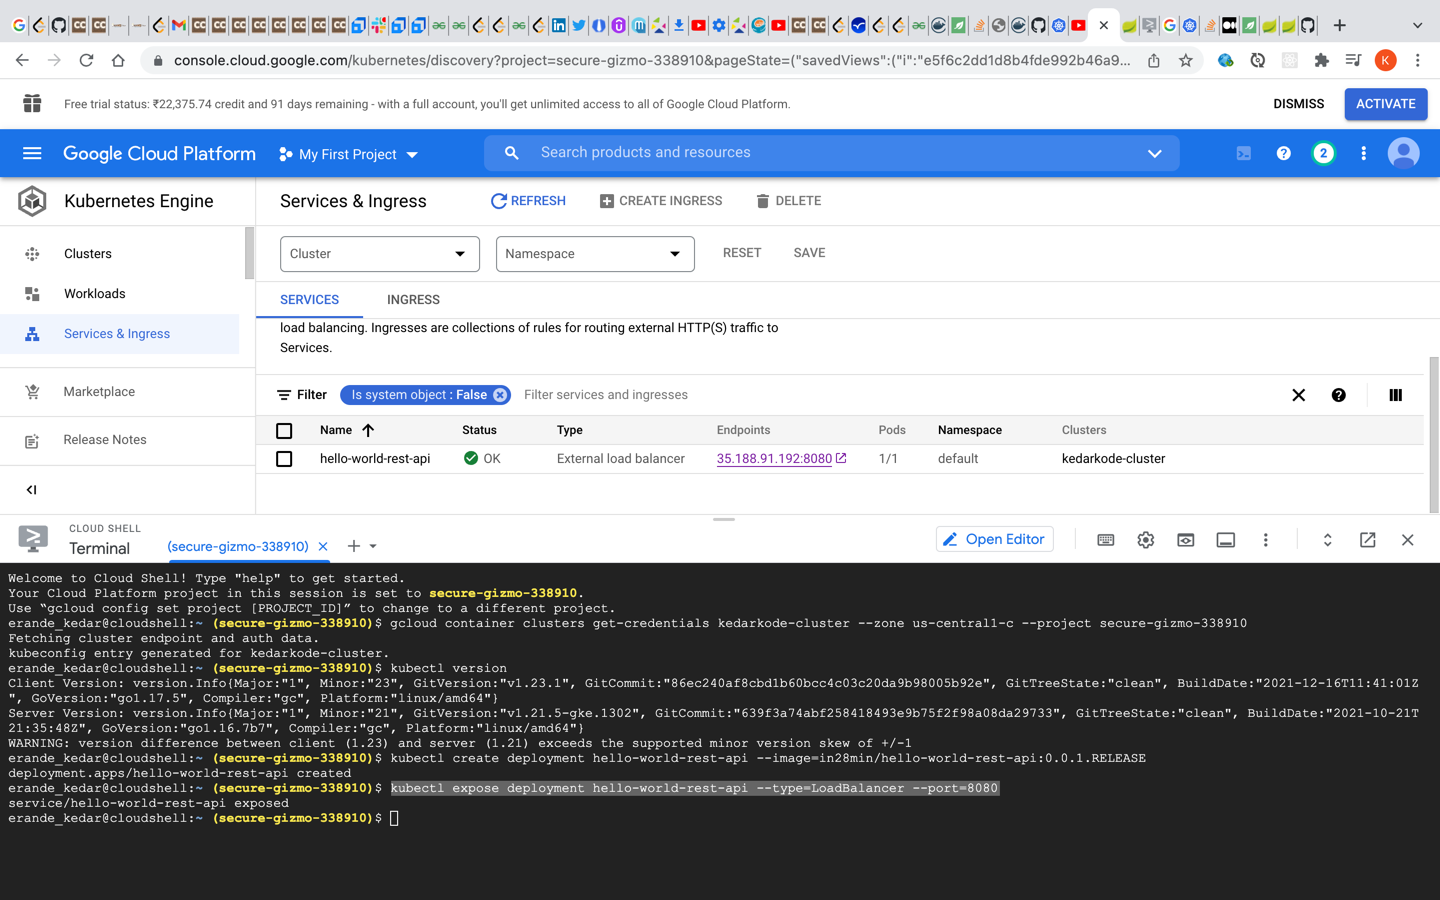 console.cloud.google.com/kubernetes/discovery?project=secure-gizmo-338910&pageState=("savedViews":("i":"e5f6c2dd1d8b4fde992b46a9...
K
Free trial status: ₹22,375.74 credit and 91 days remaining - with a full account, you'll get unlimited access to all of Google Cloud Platform.
DISMISS
ACTIVATE
Google Cloud Platform
My First Project
Search products and resources
2
Kubernetes Engine
Services & Ingress
REFRESH
CREATE INGRESS
DELETE
Clusters
Workloads
Services & Ingress
Marketplace
Release Notes
Cluster
Namespace
RESET
SAVE
SERVICES
INGRESS
load balancing. Ingresses are collections of rules for routing external HTTP(S) traffic to
Services.
Filter
Is system object : False
Filter services and ingresses
Name Status Type Endpoints Pods Namespace Clusters
hello-world-rest-api OK External load balancer 35.188.91.192:8080 1/1 default kedarkode-cluster
CLOUD SHELL
Terminal
(secure-gizmo-338910)
Open Editor
Welcome to Cloud Shell! Type "help" to get started.
Your Cloud Platform project in this session is set to secure-gizmo-338910.
Use “gcloud config set project [PROJECT_ID]” to change to a different project.
erande_kedar@cloudshell:~ (secure-gizmo-338910)$ gcloud container clusters get-credentials kedarkode-cluster --zone us-central1-c --project secure-gizmo-338910
Fetching cluster endpoint and auth data.
kubeconfig entry generated for kedarkode-cluster.
erande_kedar@cloudshell:~ (secure-gizmo-338910)$ kubectl version
Client Version: version.Info{Major:"1", Minor:"23", GitVersion:"v1.23.1", GitCommit:"86ec240af8cbd1b60bcc4c03c20da9b98005b92e", GitTreeState:"clean", BuildDate:"2021-12-16T11:41:01Z
", GoVersion:"go1.17.5", Compiler:"gc", Platform:"linux/amd64"}
Server Version: version.Info{Major:"1", Minor:"21", GitVersion:"v1.21.5-gke.1302", GitCommit:"639f3a74abf258418493e9b75f2f98a08da29733", GitTreeState:"clean", BuildDate:"2021-10-21T
21:35:48Z", GoVersion:"go1.16.7b7", Compiler:"gc", Platform:"linux/amd64"}
WARNING: version difference between client (1.23) and server (1.21) exceeds the supported minor version skew of +/-1
erande_kedar@cloudshell:~ (secure-gizmo-338910)$ kubectl create deployment hello-world-rest-api --image=in28min/hello-world-rest-api:0.0.1.RELEASE
deployment.apps/hello-world-rest-api created
erande_kedar@cloudshell:~ (secure-gizmo-338910)$ kubectl expose deployment hello-world-rest-api --type=LoadBalancer --port=8080
service/hello-world-rest-api exposed
erande_kedar@cloudshell:~ (secure-gizmo-338910)$